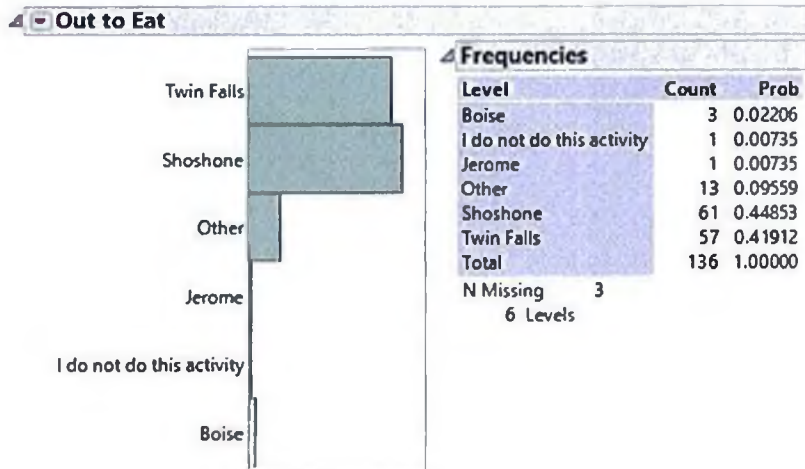 Out to Eat
Twin Falls
Shoshone
Other
Jerome
I do not do this activity
Boise
Frequencies
Level Count Prob
Boise 3 0.02206
I do not do this activity 1 0.00735
Jerome 1 0.00735
Other 13 0.09559
Shoshone 61 0.44853
Twin Falls 57 0.41912
Total 136 1.00000
N Missing 3
6 Levels